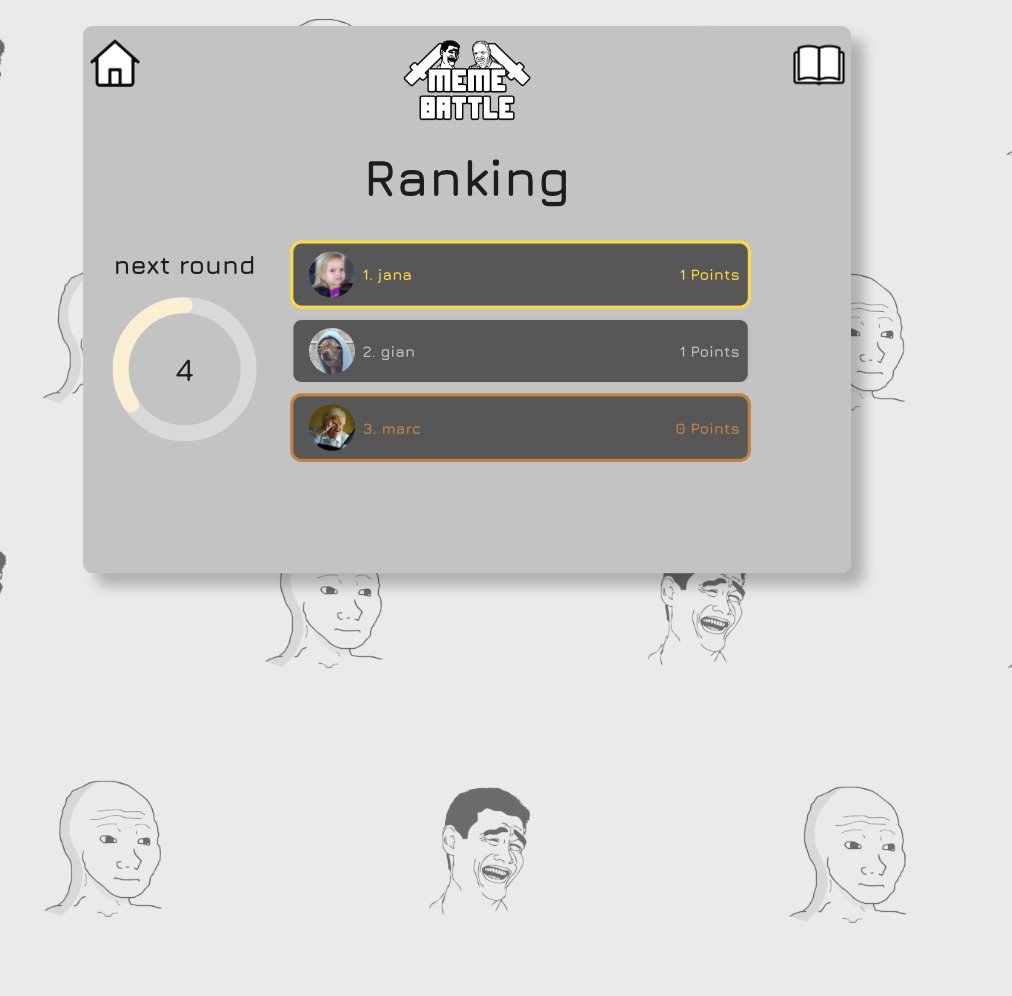 MEME
BATTLE
Ranking
next round
4
1. jana 1 Points
2. gian 1 Points
3. marc 0 Points